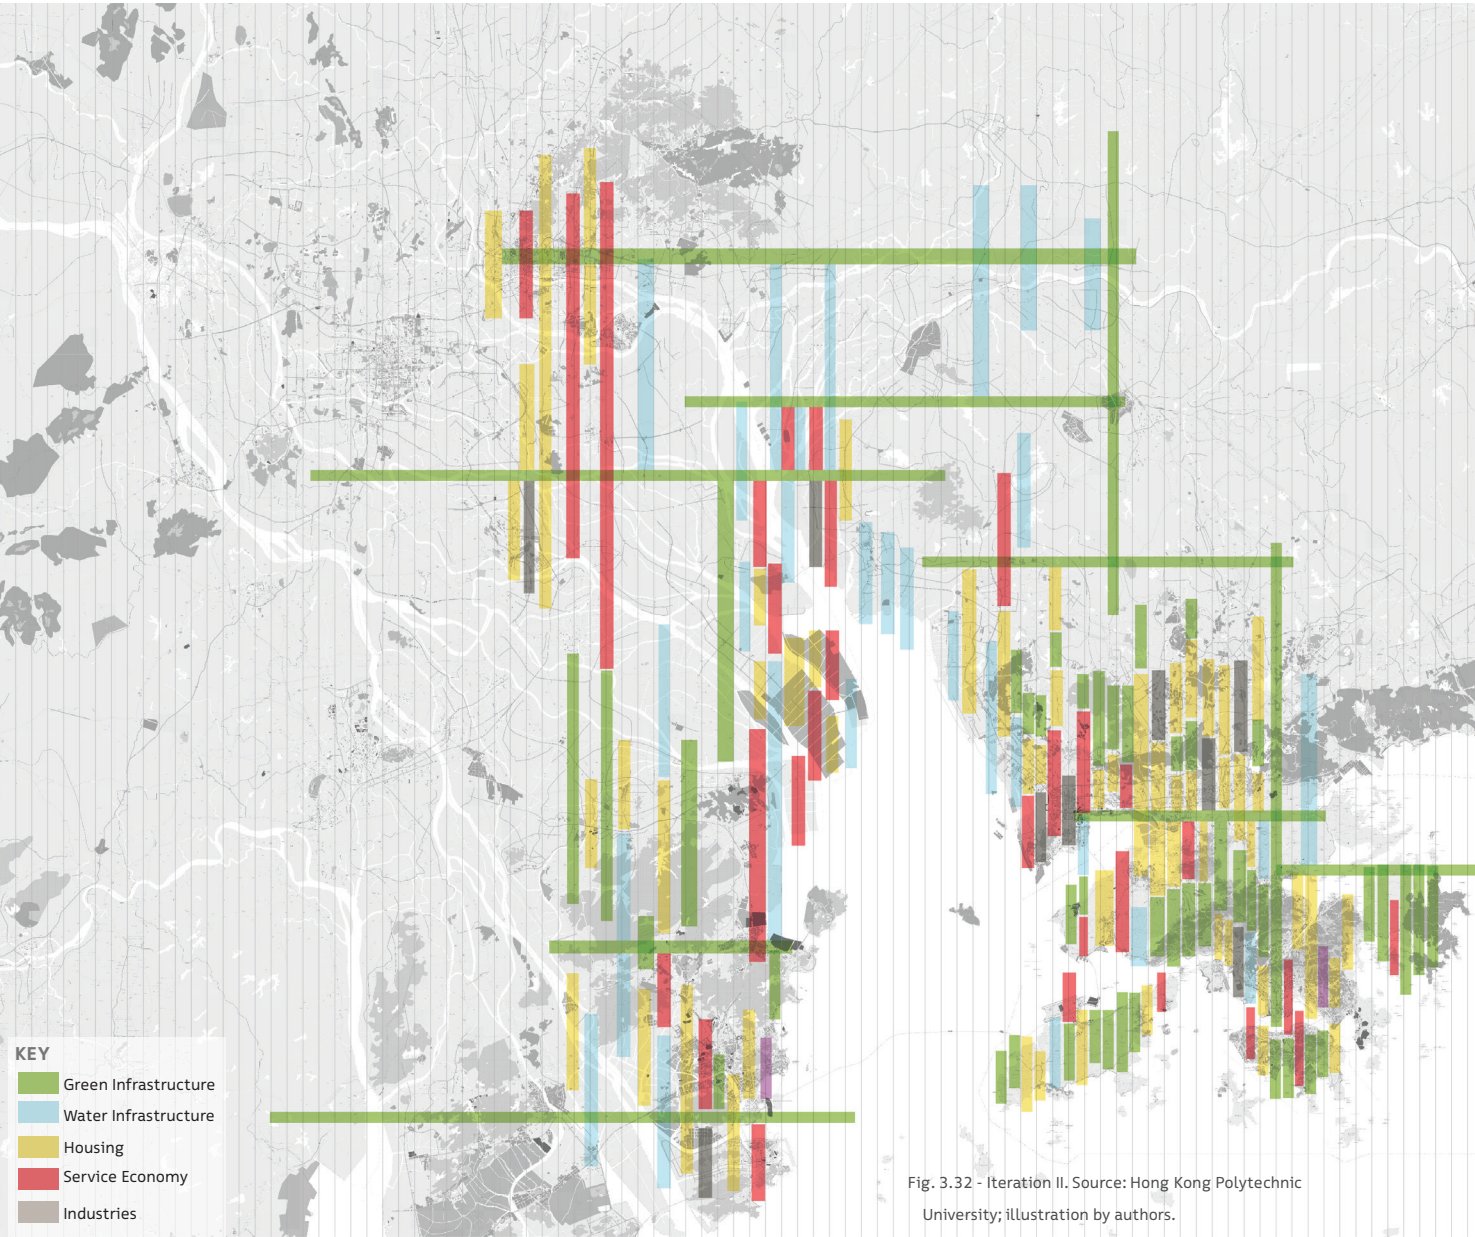 KEY
Green Infrastructure
Water Infrastructure
Housing
Service Economy
Industries
Fig. 3.32 - Iteration II. Source: Hong Kong Polytechnic
University; illustration by authors.